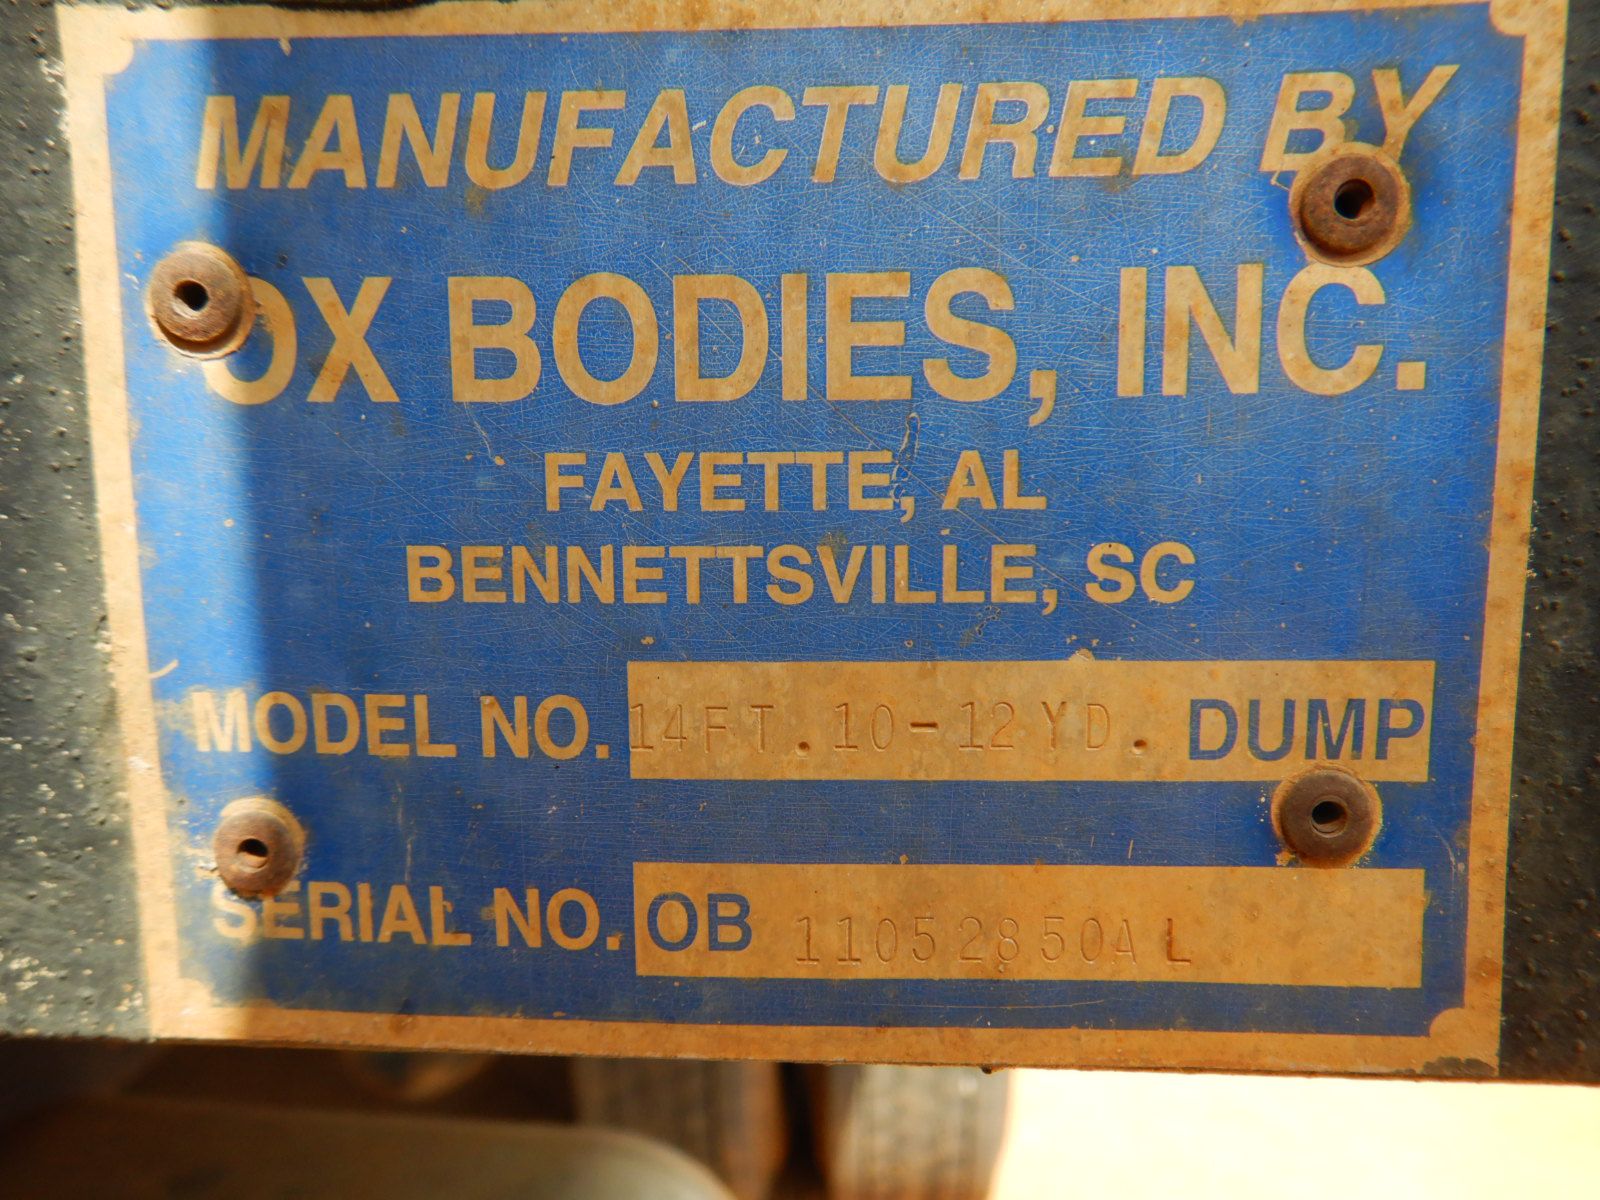 MANUFACTURED BY
OX BODIES, INC.
FAYETTE, AL
BENNETTSVILLE, SC
MODEL NO. 14FT. 10-12YD. DUMP
SERIAL NO. OB 11052850AL